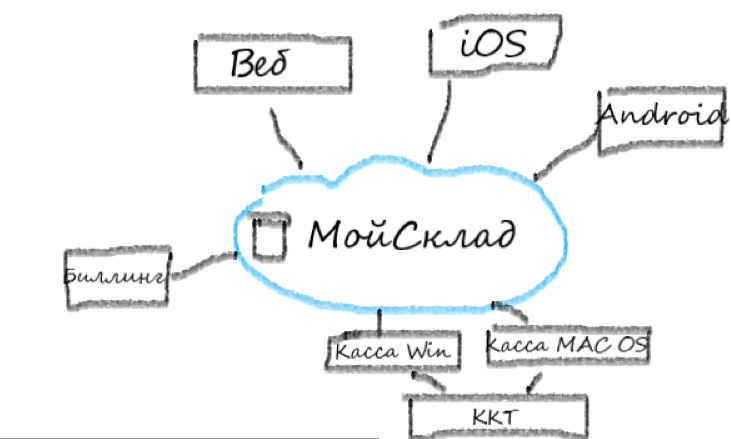 Веб
iOS
Android
МойСклад
Биллинг
Касса Win
Касса MAC OS
ККТ